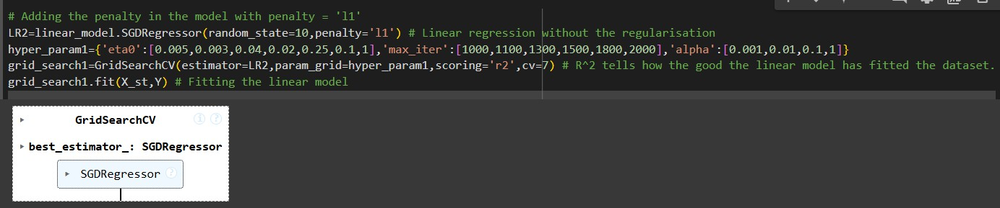 # Adding the penalty in the model with penalty = 'l1'
LR2=linear_model.SGDRegressor(random_state=10,penalty='l1') # Linear regression without the regularisation
hyper_param1={'eta0':[0.005,0.003,0.04,0.02,0.25,0.1,1],'max_iter':[1000,1100,1300,1500,1800,2000],'alpha':[0.001,0.01,0.1,1]}
grid_search1=GridSearchCV(estimator=LR2,param_grid=hyper_param1,scoring='r2',cv=7) # R^2 tells how the good the linear model has fitted the dataset.
grid_search1.fit(X_st,Y) # Fitting the linear model
GridSearchCV
best_estimator_: SGDRegressor
SGDRegressor